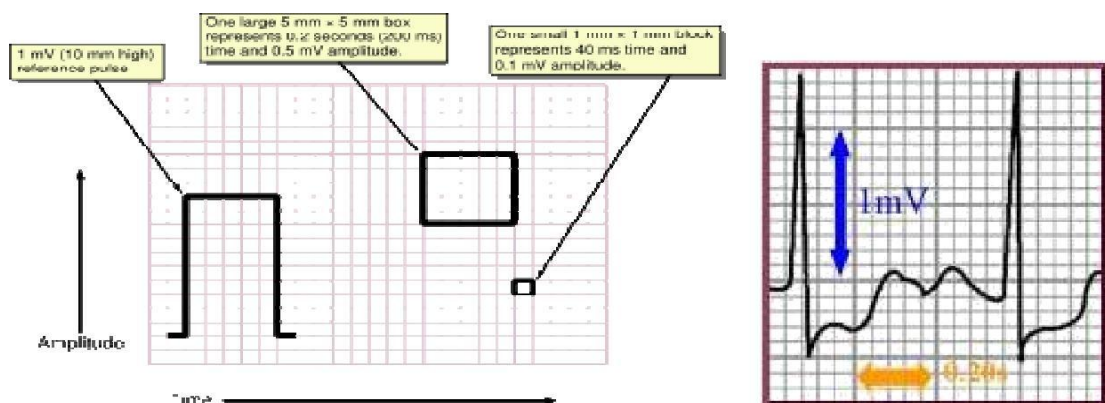 1 mV (10 mm high)
reference pulse
One large 5 mm × 5 mm box
represents 0.2 seconds (200 ms)
time and 0.5 mV amplitude.
One small 1 mm × 1 mm block
represents 40 ms time and
0.1 mV amplitude.
Amplitude
Time
1mV
0.20s